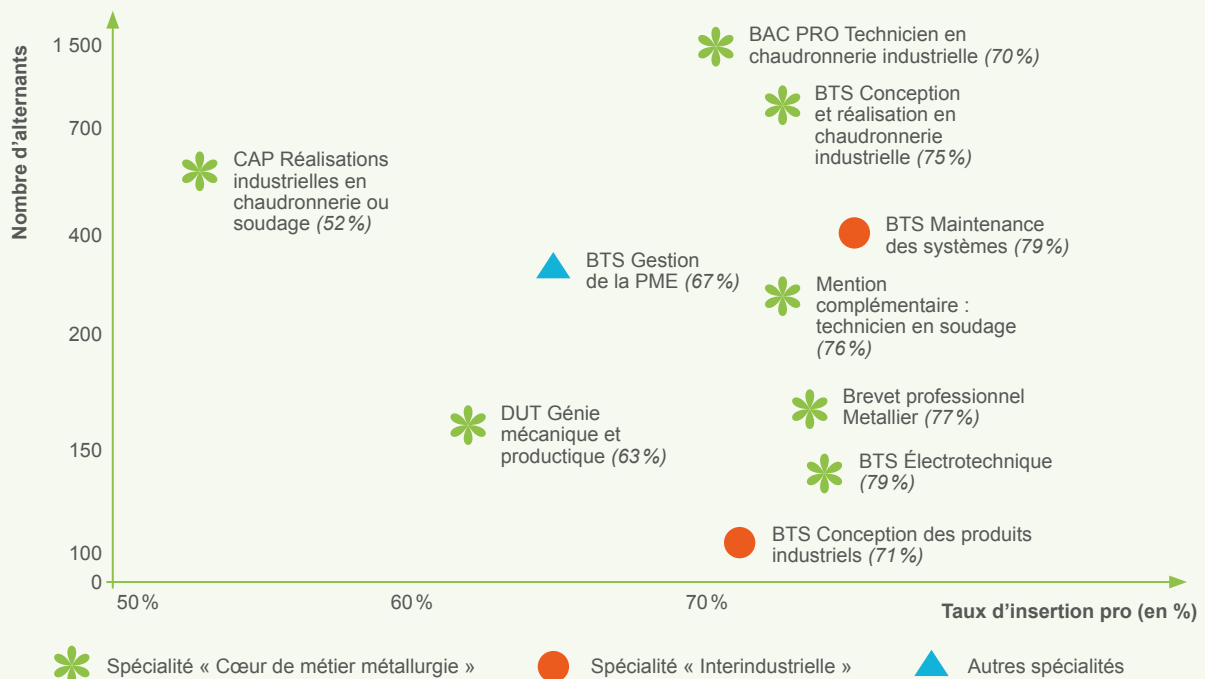 Nombre d'alternants
1 500
700
400
200
150
100
0
BAC PRO Technicien en
chaudronnerie industrielle (70 %)
BTS Conception
et réalisation en
chaudronnerie
industrielle (75 %)
CAP Réalisations
industrielles en
chaudronnerie ou
soudage (52 %)
BTS Maintenance
des systèmes (79 %)
BTS Gestion
de la PME (67 %)
Mention
complémentaire :
technicien en soudage
(76 %)
Brevet professionnel
Metallier (77 %)
DUT Génie
mécanique et
productique (63 %)
BTS Électrotechnique
(79 %)
BTS Conception des produits
industriels (71 %)
50 %
60 %
70 %
Taux d'insertion pro (en %)
Spécialité « Cœur de métier métallurgie »
Spécialité « Interindustrielle »
Autres spécialités